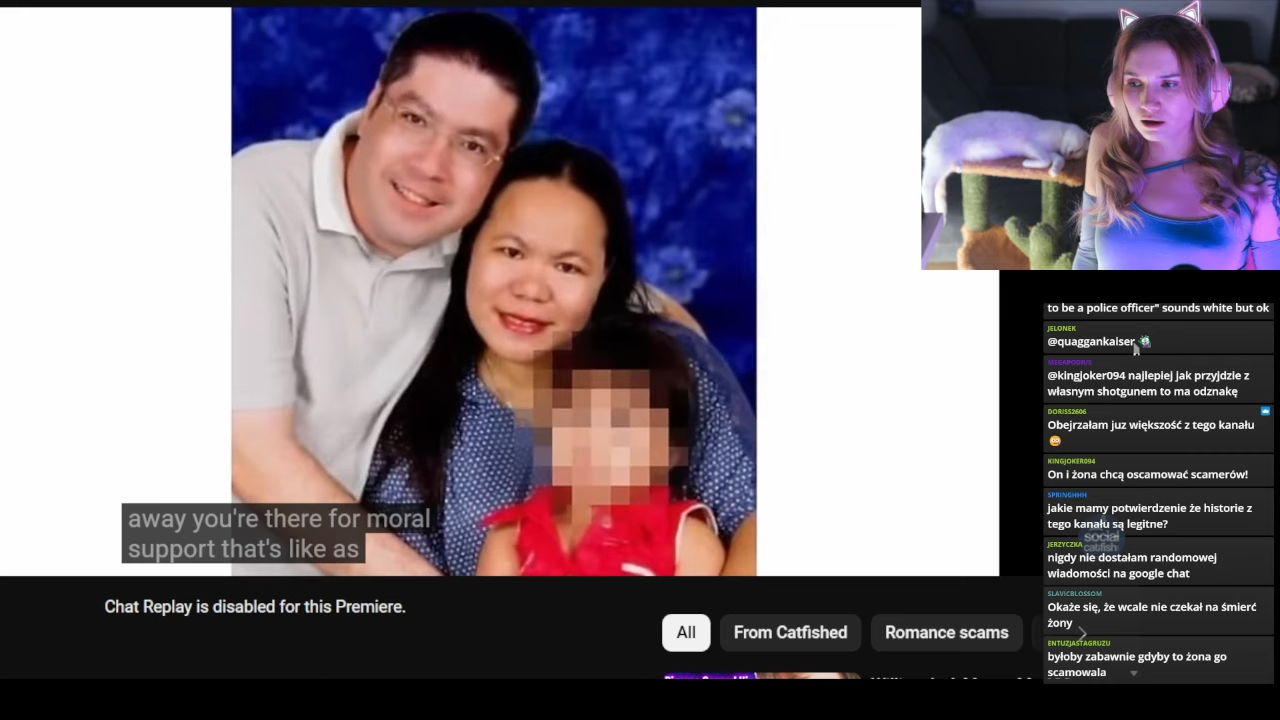 away you're there for moral
support that's like as
Chat Replay is disabled for this Premiere.
All
From Catfished
Romance scams
to be a police officer" sounds white but ok
JELONEK
@quaggankaiser
@kingjoker094 najlepiej jak przyjdzie z
własnym shotgunem to ma odznakę
DORISS2606
Obejrzałam juz większość z tego kanału
KINGJOKER094
On i żona chcą oscamować scamerów!
SPRINGHHH
jakie mamy potwierdzenie że historie z
tego kanału są legitne?
social
catfish
JERZYCZKA
nigdy nie dostałam randomowej
wiadomości na google chat
SLAVICBLOSSOM
Okaże się, że wcale nie czekał na śmierć
żony
ENTUZJASTAGRUZU
byłoby zabawnie gdyby to żona go
scamowala